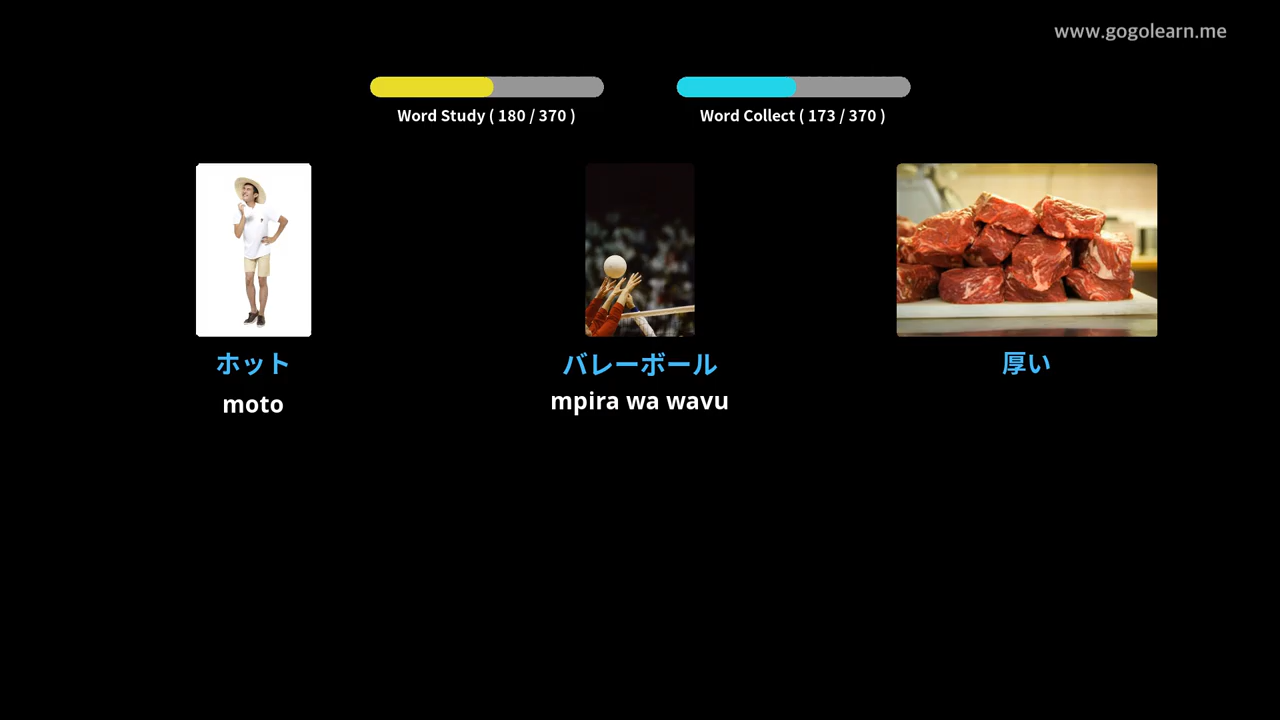 www.gogolearn.me
Word Study ( 180 / 370 )
Word Collect ( 173 / 370 )
ホット
バレーボール
厚い
moto
mpira wa wavu